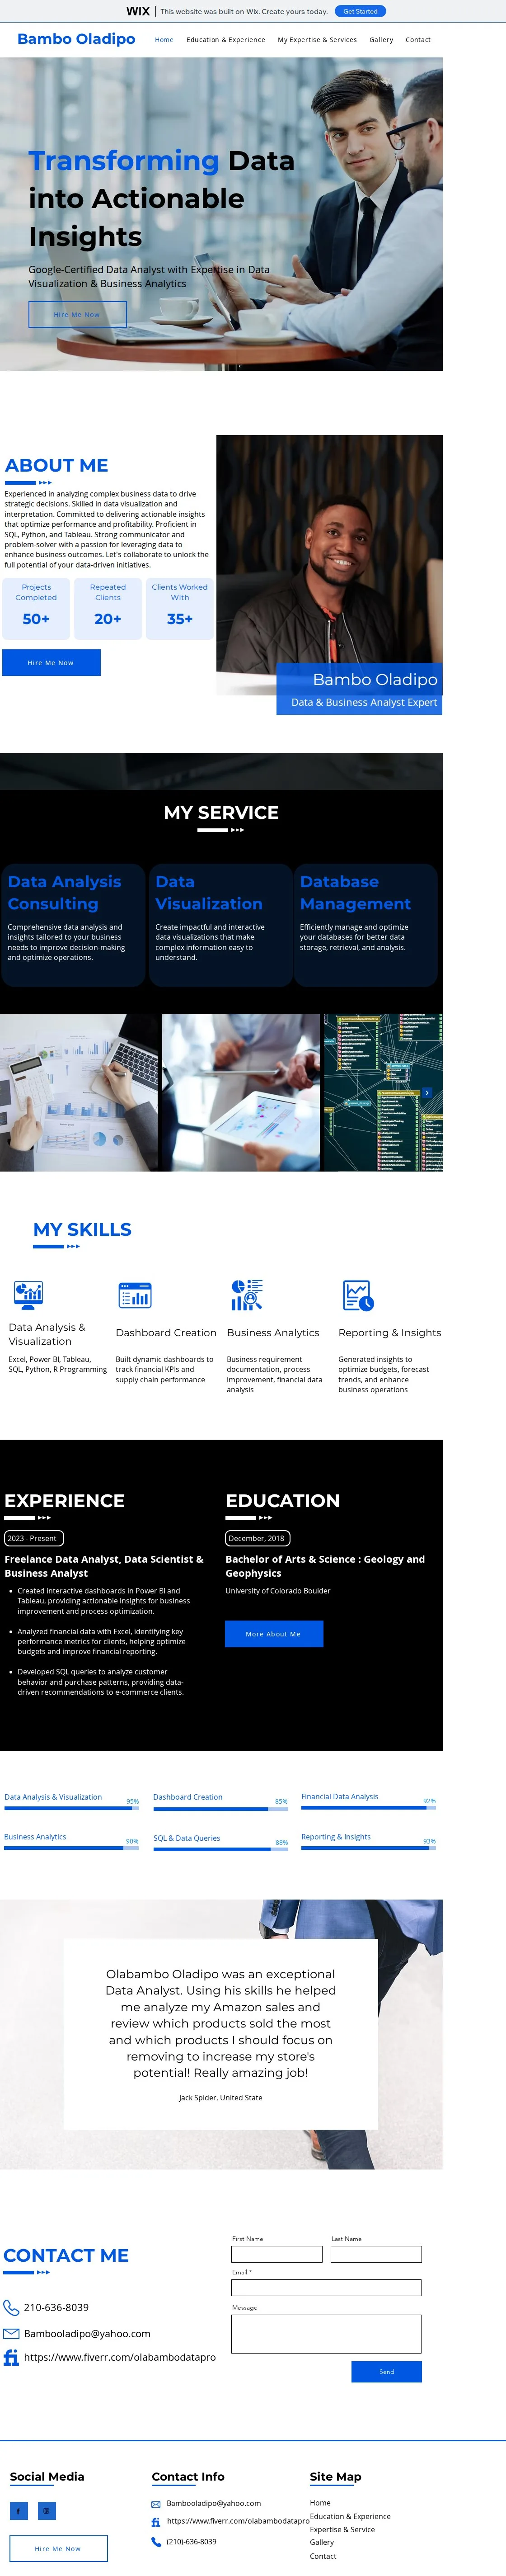 WIX
This website was built on Wix. Create yours today.
Get Started
Bambo Oladipo
Home
Education & Experience
My Expertise & Services
Gallery
Contact
Transforming Data
into Actionable
Insights
Google-Certified Data Analyst with Expertise in Data
Visualization & Business Analytics
Hire Me Now
ABOUT ME
Experienced in analyzing complex business data to drive
strategic decisions. Skilled in data visualization and
interpretation. Committed to delivering actionable insights
that optimize performance and profitability. Proficient in
SQL, Python, and Tableau. Strong communicator and
problem-solver with a passion for leveraging data to
enhance business outcomes. Let's collaborate to unlock the
full potential of your data-driven initiatives.
Projects
Completed
50+
Repeated
Clients
20+
Clients Worked
WIth
35+
Hire Me Now
Bambo Oladipo
Data & Business Analyst Expert
MY SERVICE
Data Analysis
Consulting
Comprehensive data analysis and
insights tailored to your business
needs to improve decision-making
and optimize operations.
Data
Visualization
Create impactful and interactive
data visualizations that make
complex information easy to
understand.
Database
Management
Efficiently manage and optimize
your databases for better data
storage, retrieval, and analysis.
MY SKILLS
Data Analysis &
Visualization
Excel, Power BI, Tableau,
SQL, Python, R Programming
Dashboard Creation
Built dynamic dashboards to
track financial KPIs and
supply chain performance
Business Analytics
Business requirement
documentation, process
improvement, financial data
analysis
Reporting & Insights
Generated insights to
optimize budgets, forecast
trends, and enhance
business operations
EXPERIENCE
2023 - Present
Freelance Data Analyst, Data Scientist &
Business Analyst
Created interactive dashboards in Power BI and
Tableau, providing actionable insights for business
improvement and process optimization.
Analyzed financial data with Excel, identifying key
performance metrics for clients, helping optimize
budgets and improve financial reporting.
Developed SQL queries to analyze customer
behavior and purchase patterns, providing data-
driven recommendations to e-commerce clients.
EDUCATION
December, 2018
Bachelor of Arts & Science : Geology and
Geophysics
University of Colorado Boulder
More About Me
Data Analysis & Visualization
95%
Dashboard Creation
85%
Financial Data Analysis
92%
Business Analytics
90%
SQL & Data Queries
88%
Reporting & Insights
93%
Olabambo Oladipo was an exceptional
Data Analyst. Using his skills he helped
me analyze my Amazon sales and
review which products sold the most
and which products I should focus on
removing to increase my store's
potential! Really amazing job!
Jack Spider, United State
CONTACT ME
210-636-8039
Bambooladipo@yahoo.com
https://www.fiverr.com/olabambodatapro
First Name
Last Name
Email *
Message
Send
Social Media
Hire Me Now
Contact Info
Bambooladipo@yahoo.com
https://www.fiverr.com/olabambodatapro
(210)-636-8039
Site Map
Home
Education & Experience
Expertise & Service
Gallery
Contact